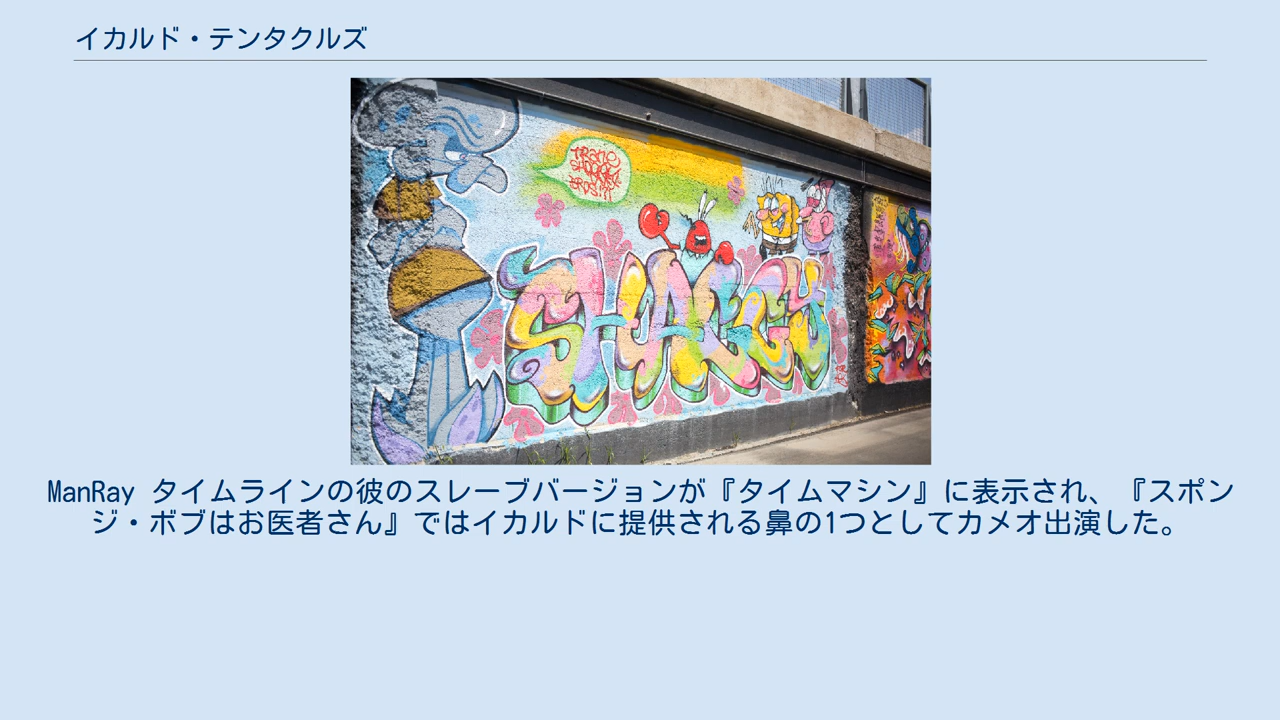 イカルド・テンタクルズ
TRANE
SHARKEY
BROS!!!
ManRay タイムラインの彼のスレーブバージョンが『タイムマシン』に表示され、『スポン
ジ・ボブはお医者さん』ではイカルドに提供される鼻の1つとしてカメオ出演した。